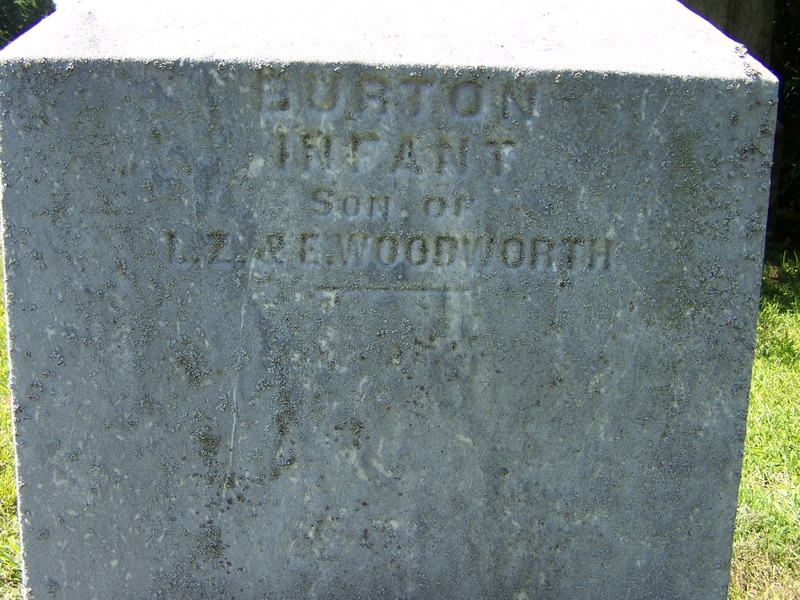 BURTON
INFANT
SON OF
L. Z. & E. WOODWORTH